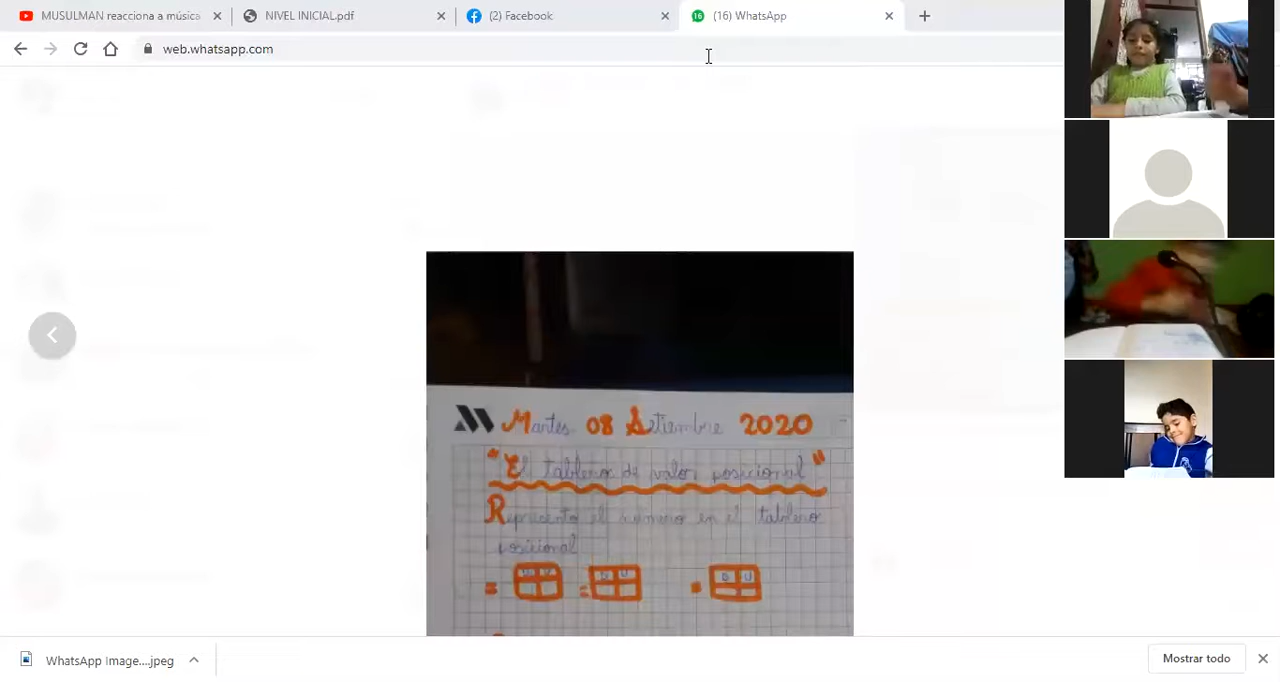 MUSULMAN reacciona a música
NIVEL INICIAL.pdf
(2) Facebook
(16) WhatsApp
web.whatsapp.com
Martes 08 Setiembre 2020
"El tablero de valor posicional"
Represento el número en el tablero
posicional
= D U = D U = D U
WhatsApp Image....jpeg
Mostrar todo